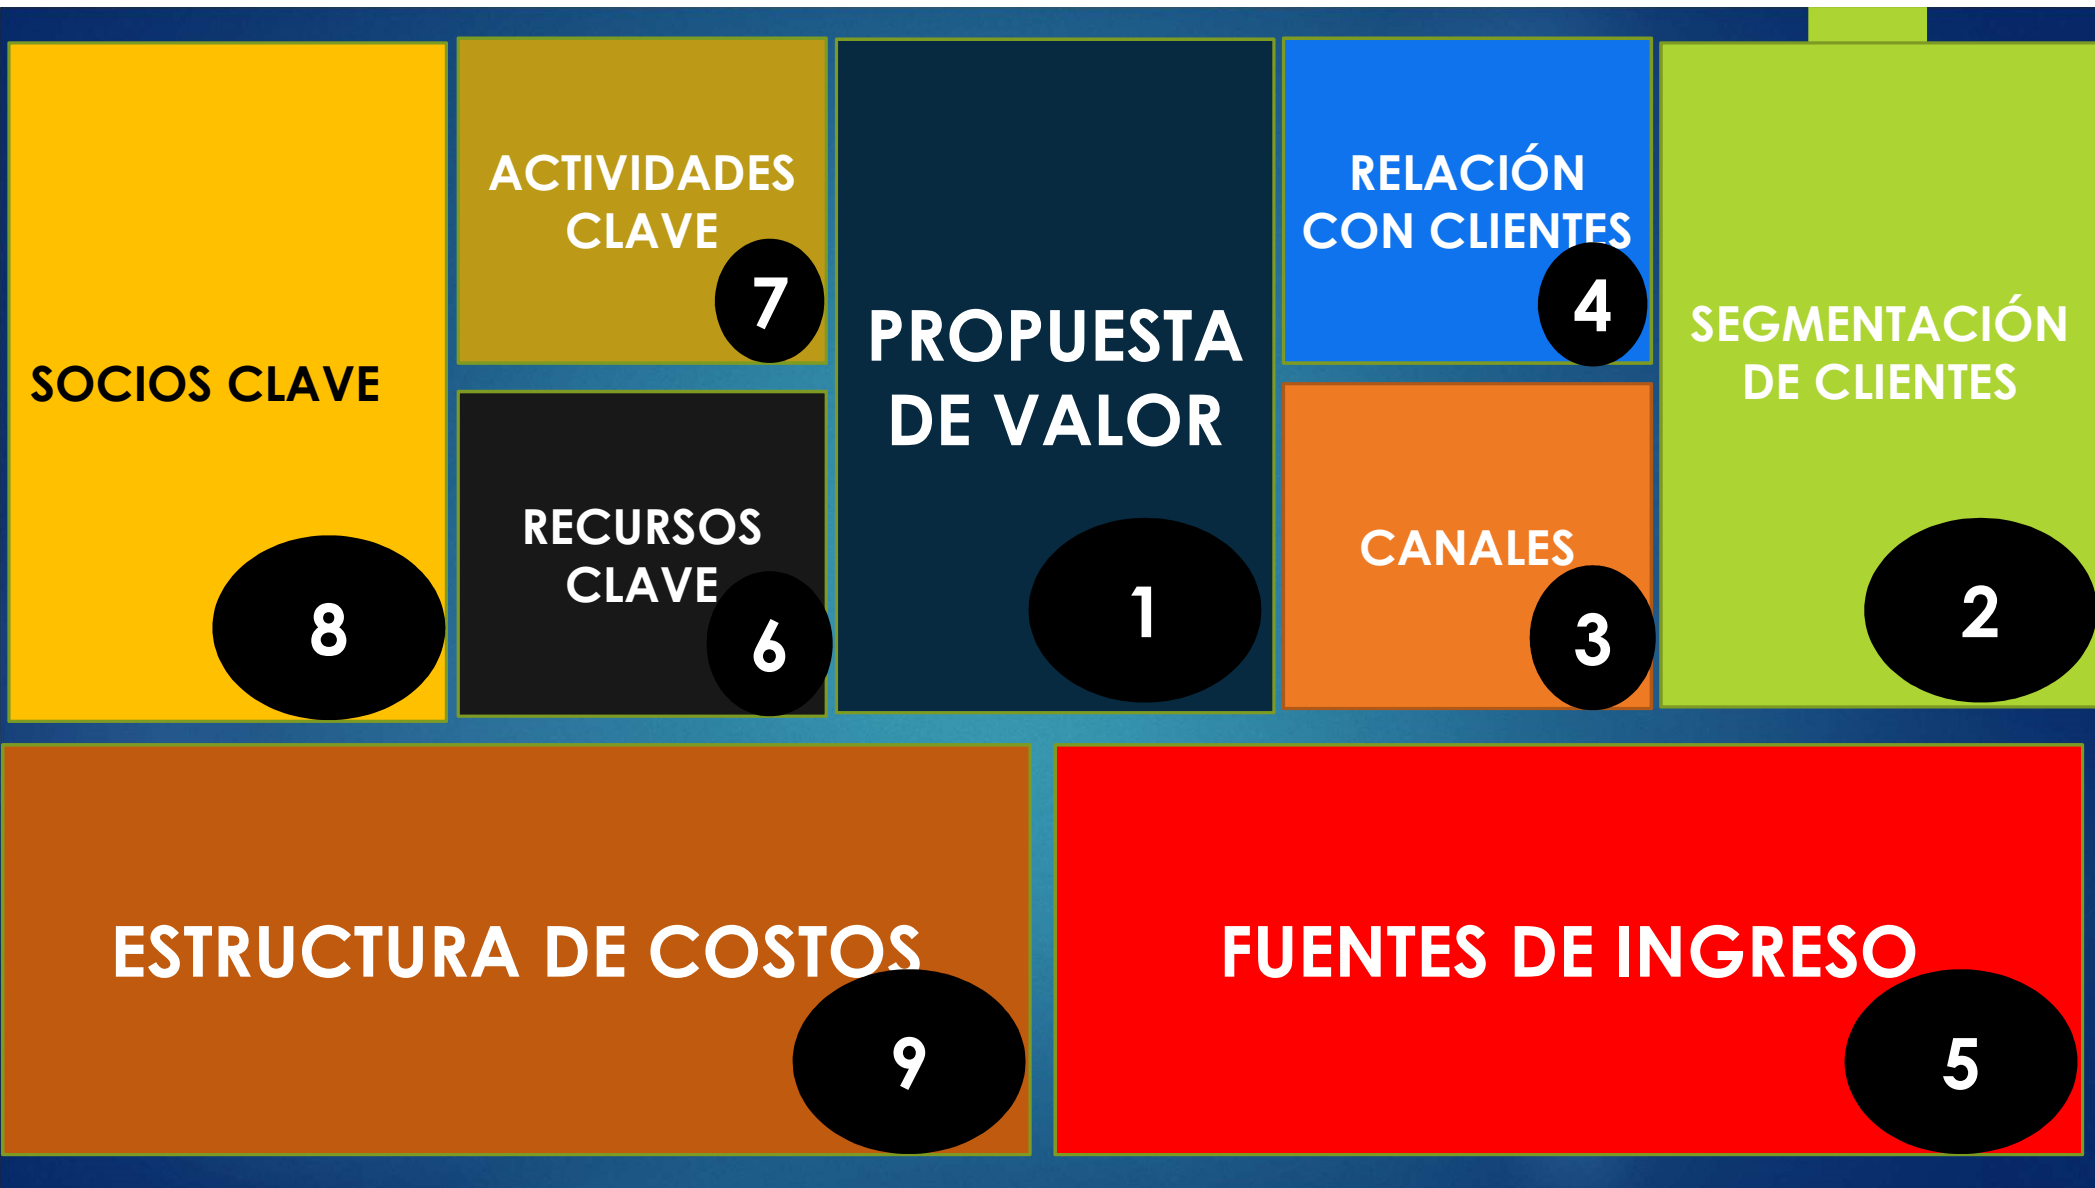 SOCIOS CLAVE
8
ACTIVIDADES
CLAVE
7
RECURSOS
CLAVE
6
PROPUESTA
DE VALOR
1
RELACIÓN
CON CLIENTES
4
CANALES
3
SEGMENTACIÓN
DE CLIENTES
2
ESTRUCTURA DE COSTOS
9
FUENTES DE INGRESO
5